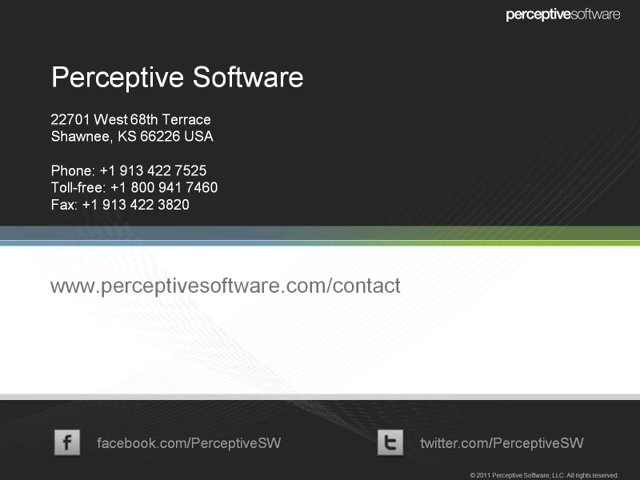 perceptivesoftware
Perceptive Software
22701 West 68th Terrace
Shawnee, KS 66226 USA
Phone: +1 913 422 7525
Toll-free: +1 800 941 7460
Fax: +1 913 422 3820
www.perceptivesoftware.com/contact
f facebook.com/PerceptiveSW
t twitter.com/PerceptiveSW
© 2011 Perceptive Software, LLC. All rights reserved.